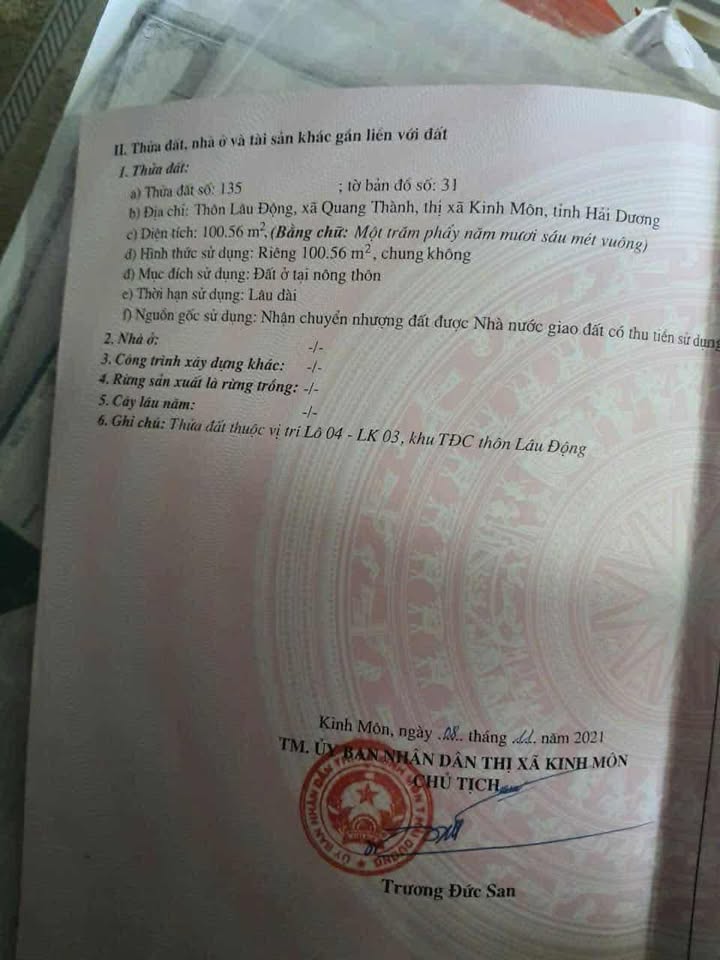 II. Thửa đất, nhà ở và tài sản khác gắn liền với đất
1. Thửa đất:
a) Thửa đất số: 135 ; tờ bản đồ số: 31
b) Địa chỉ: Thôn Lâu Động, xã Quang Thành, thị xã Kinh Môn, tỉnh Hải Dương
c) Diện tích: 100.56 m², (Bằng chữ: Một trăm phẩy năm mươi sáu mét vuông)
d) Hình thức sử dụng: Riêng 100.56 m², chung không
đ) Mục đích sử dụng: Đất ở tại nông thôn
e) Thời hạn sử dụng: Lâu dài
f) Nguồn gốc sử dụng: Nhận chuyển nhượng đất được Nhà nước giao đất có thu tiền sử dụng
2. Nhà ở: -/-
3. Công trình xây dựng khác: -/-
4. Rừng sản xuất là rừng trồng: -/-
5. Cây lâu năm: -/-
6. Ghi chú: Thửa đất thuộc vị trí Lô 04 - LK 03, khu TĐC thôn Lâu Động
Kinh Môn, ngày 08 tháng 11 năm 2021
TM. ỦY BAN NHÂN DÂN THỊ XÃ KINH MÔN
CHỦ TỊCH
Trương Đức San